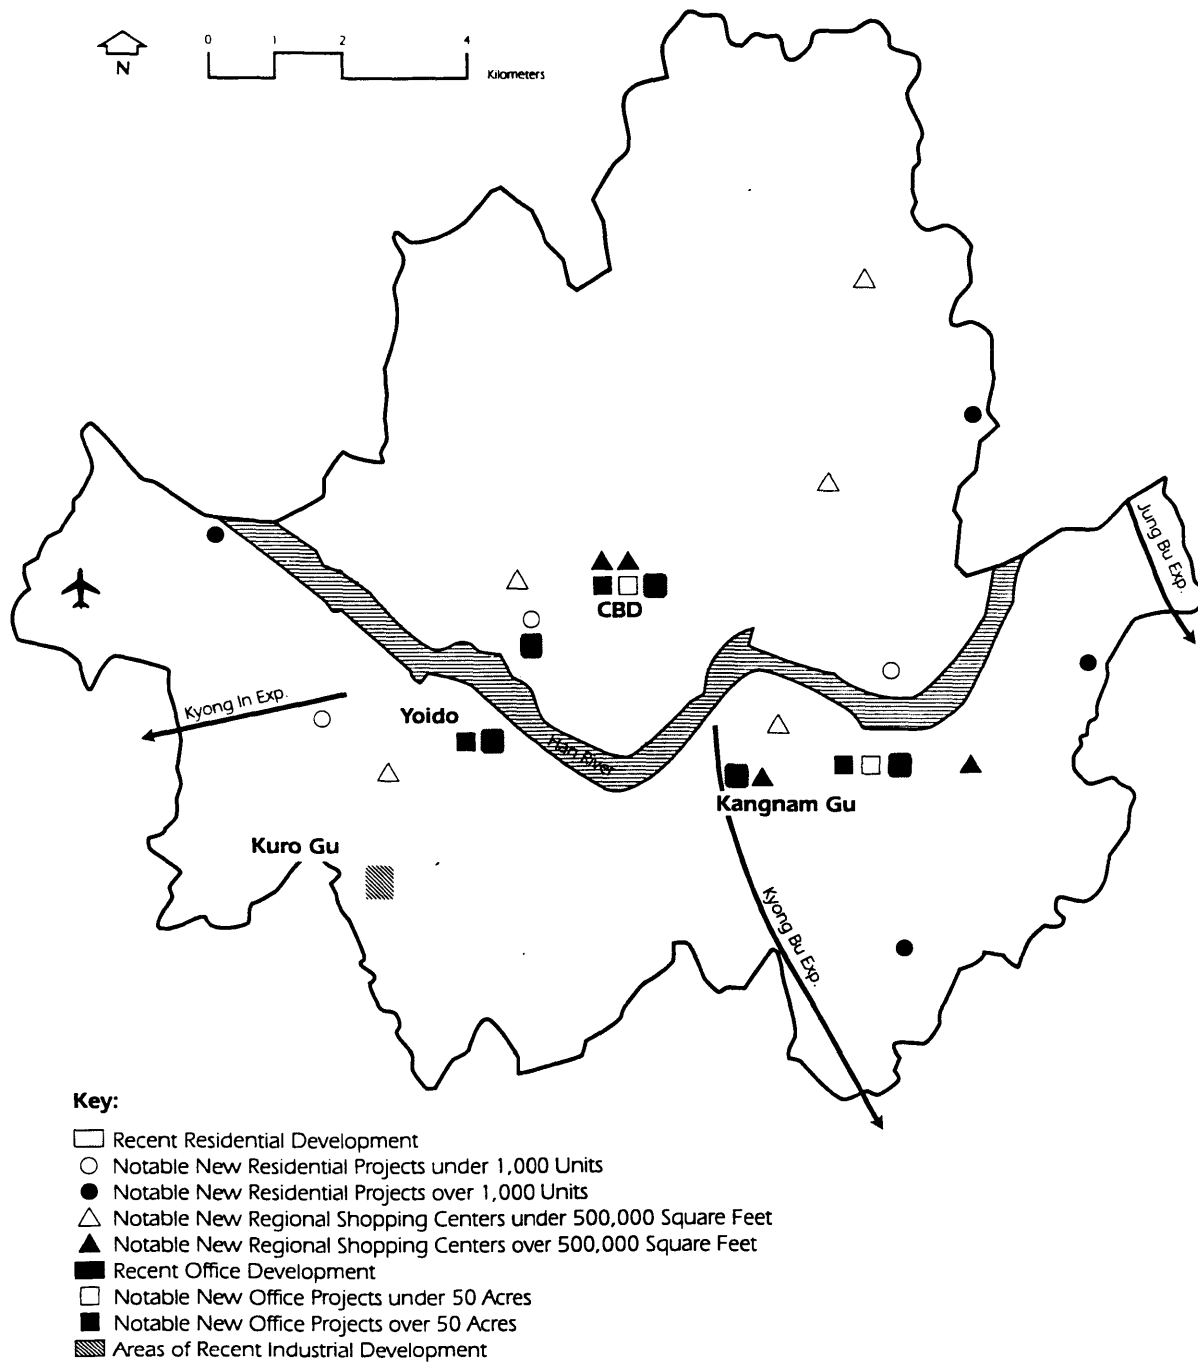 0 1 2 4
N
Kilometers
Jung Bu Exp.
CBD
Kyong In Exp.
Yoido
Han River
Kangnam Gu
Kuro Gu
Kyong Bu Exp.
Key:
Recent Residential Development
Notable New Residential Projects under 1,000 Units
Notable New Residential Projects over 1,000 Units
Notable New Regional Shopping Centers under 500,000 Square Feet
Notable New Regional Shopping Centers over 500,000 Square Feet
Recent Office Development
Notable New Office Projects under 50 Acres
Notable New Office Projects over 50 Acres
Areas of Recent Industrial Development